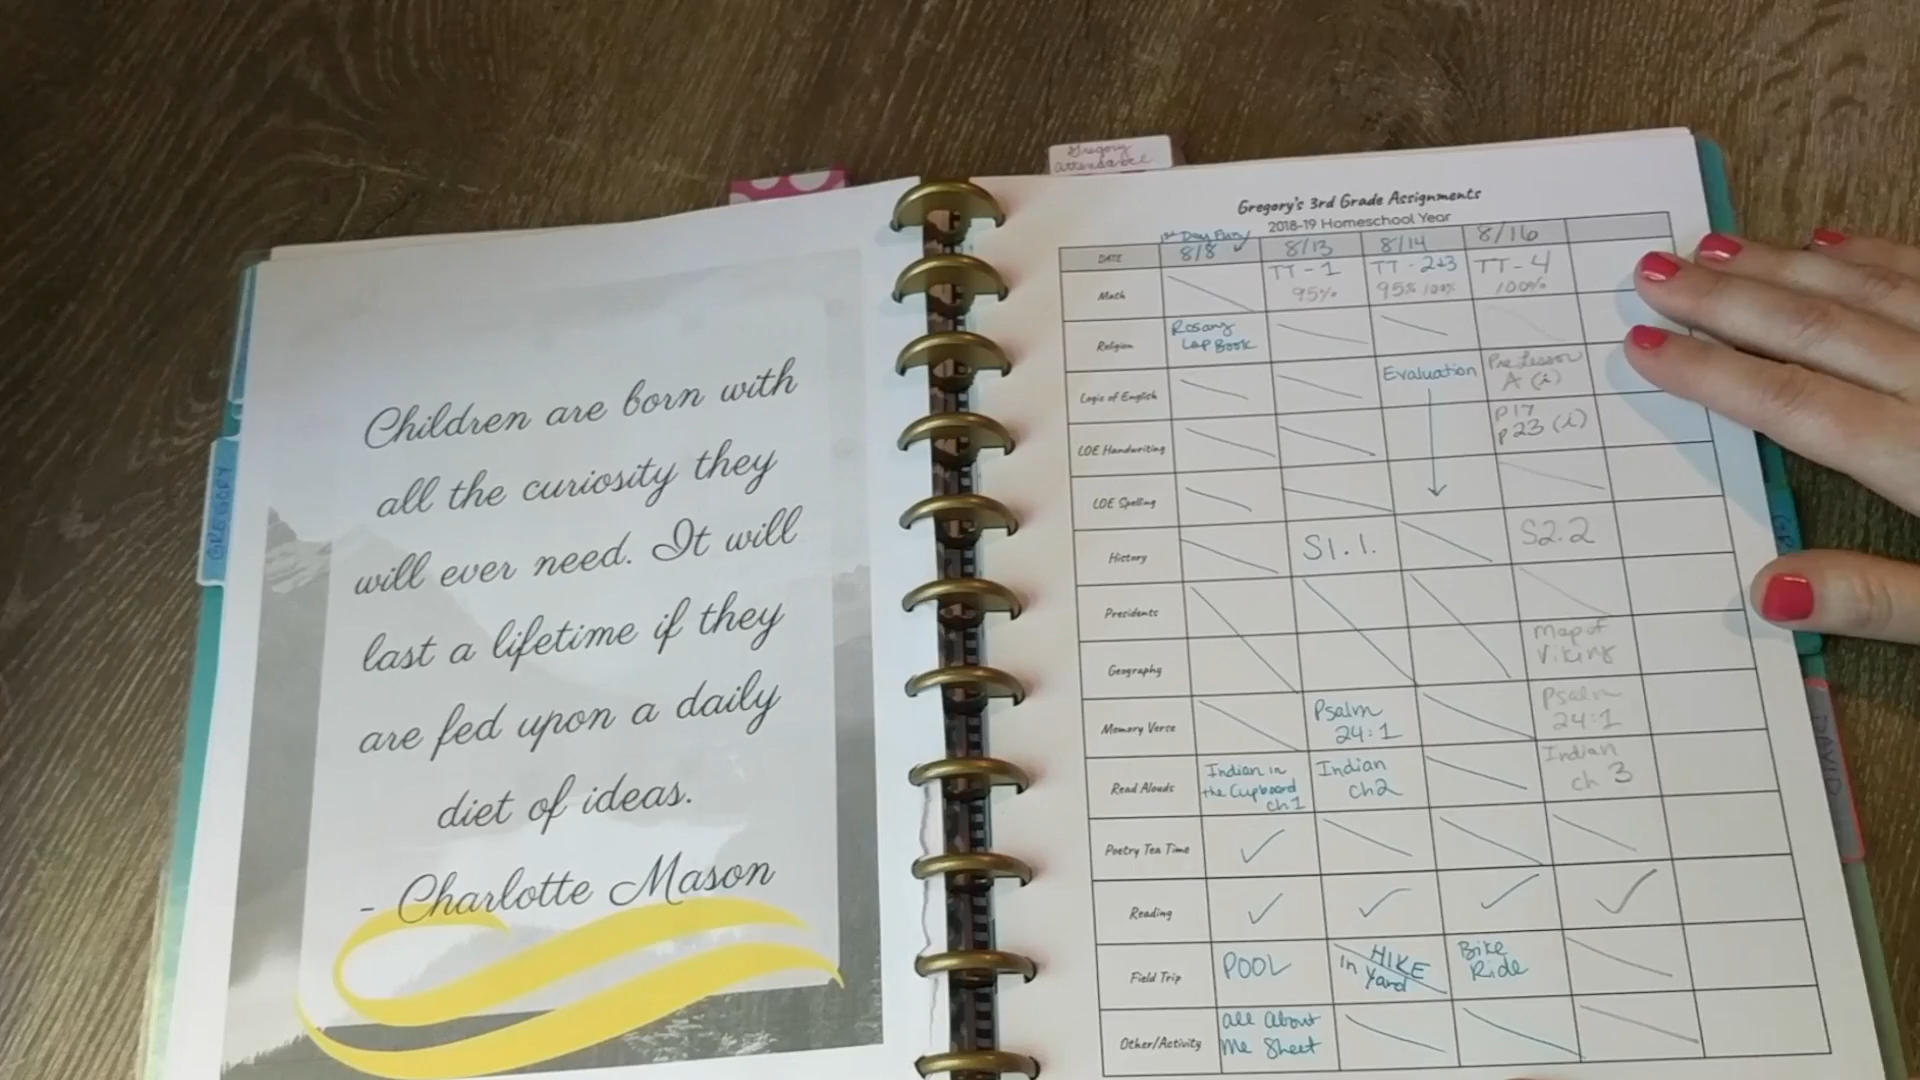 Gregory
attendance
GREGORY
Children are born with
all the curiosity they
will ever need. It will
last a lifetime if they
are fed upon a daily
diet of ideas.
- Charlotte Mason
Gregory's 3rd Grade Assignments
2018-19 Homeschool Year
1st Day
DATE 8/8 8/13 8/14 8/16
Math TT-1 TT-2+3 TT-4
95% 95% 100% 100%
Religion Rosary
Lap Book
Logic of English Evaluation Pre Lesson
A (i)
LOE Handwriting p17
p23 (i)
LOE Spelling
History S1.1. S2.2
Presidents
Geography Map of
Viking
Memory Verse Psalm Psalm
24:1 24:1
Read Alouds Indian in Indian Indian
the Cupboard ch2 ch 3
ch1
Poetry Tea Time
Reading
Field Trip POOL HIKE Bike
in Yard Ride
Other/Activity all About
Me Sheet
DAVID